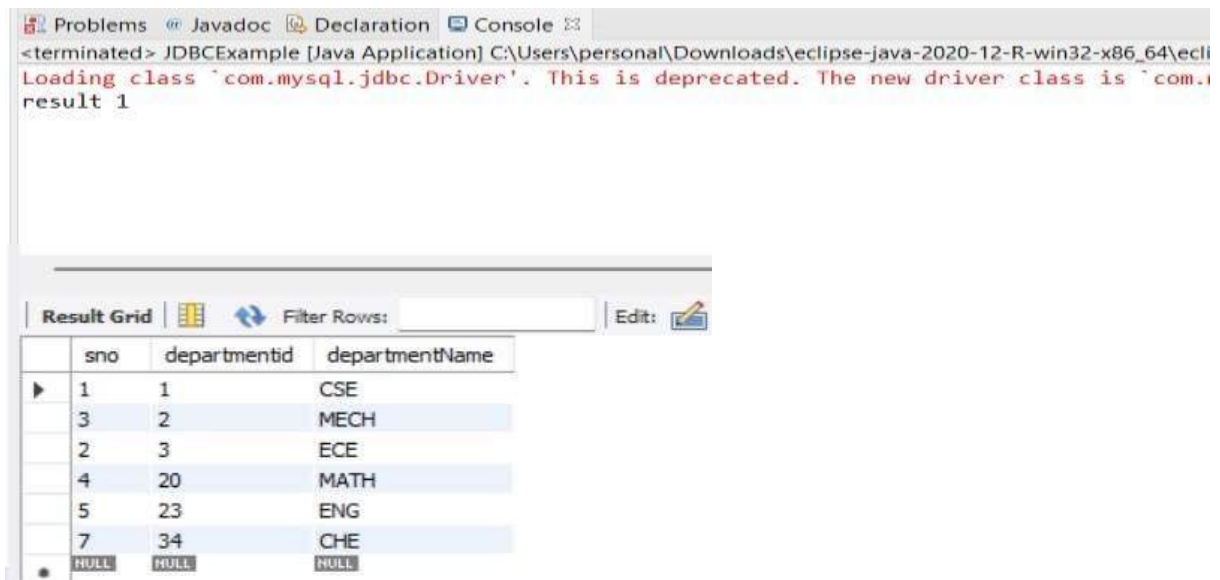 Problems @ Javadoc Declaration Console
<terminated> JDBCExample [Java Application] C:\Users\personal\Downloads\eclipse-java-2020-12-R-win32-x86_64\ecli
Loading class `com.mysql.jdbc.Driver'. This is deprecated. The new driver class is `com.
result 1
Result Grid Filter Rows: Edit:
sno departmentid departmentName
1 1 CSE
3 2 MECH
2 3 ECE
4 20 MATH
5 23 ENG
7 34 CHE
NULL NULL NULL